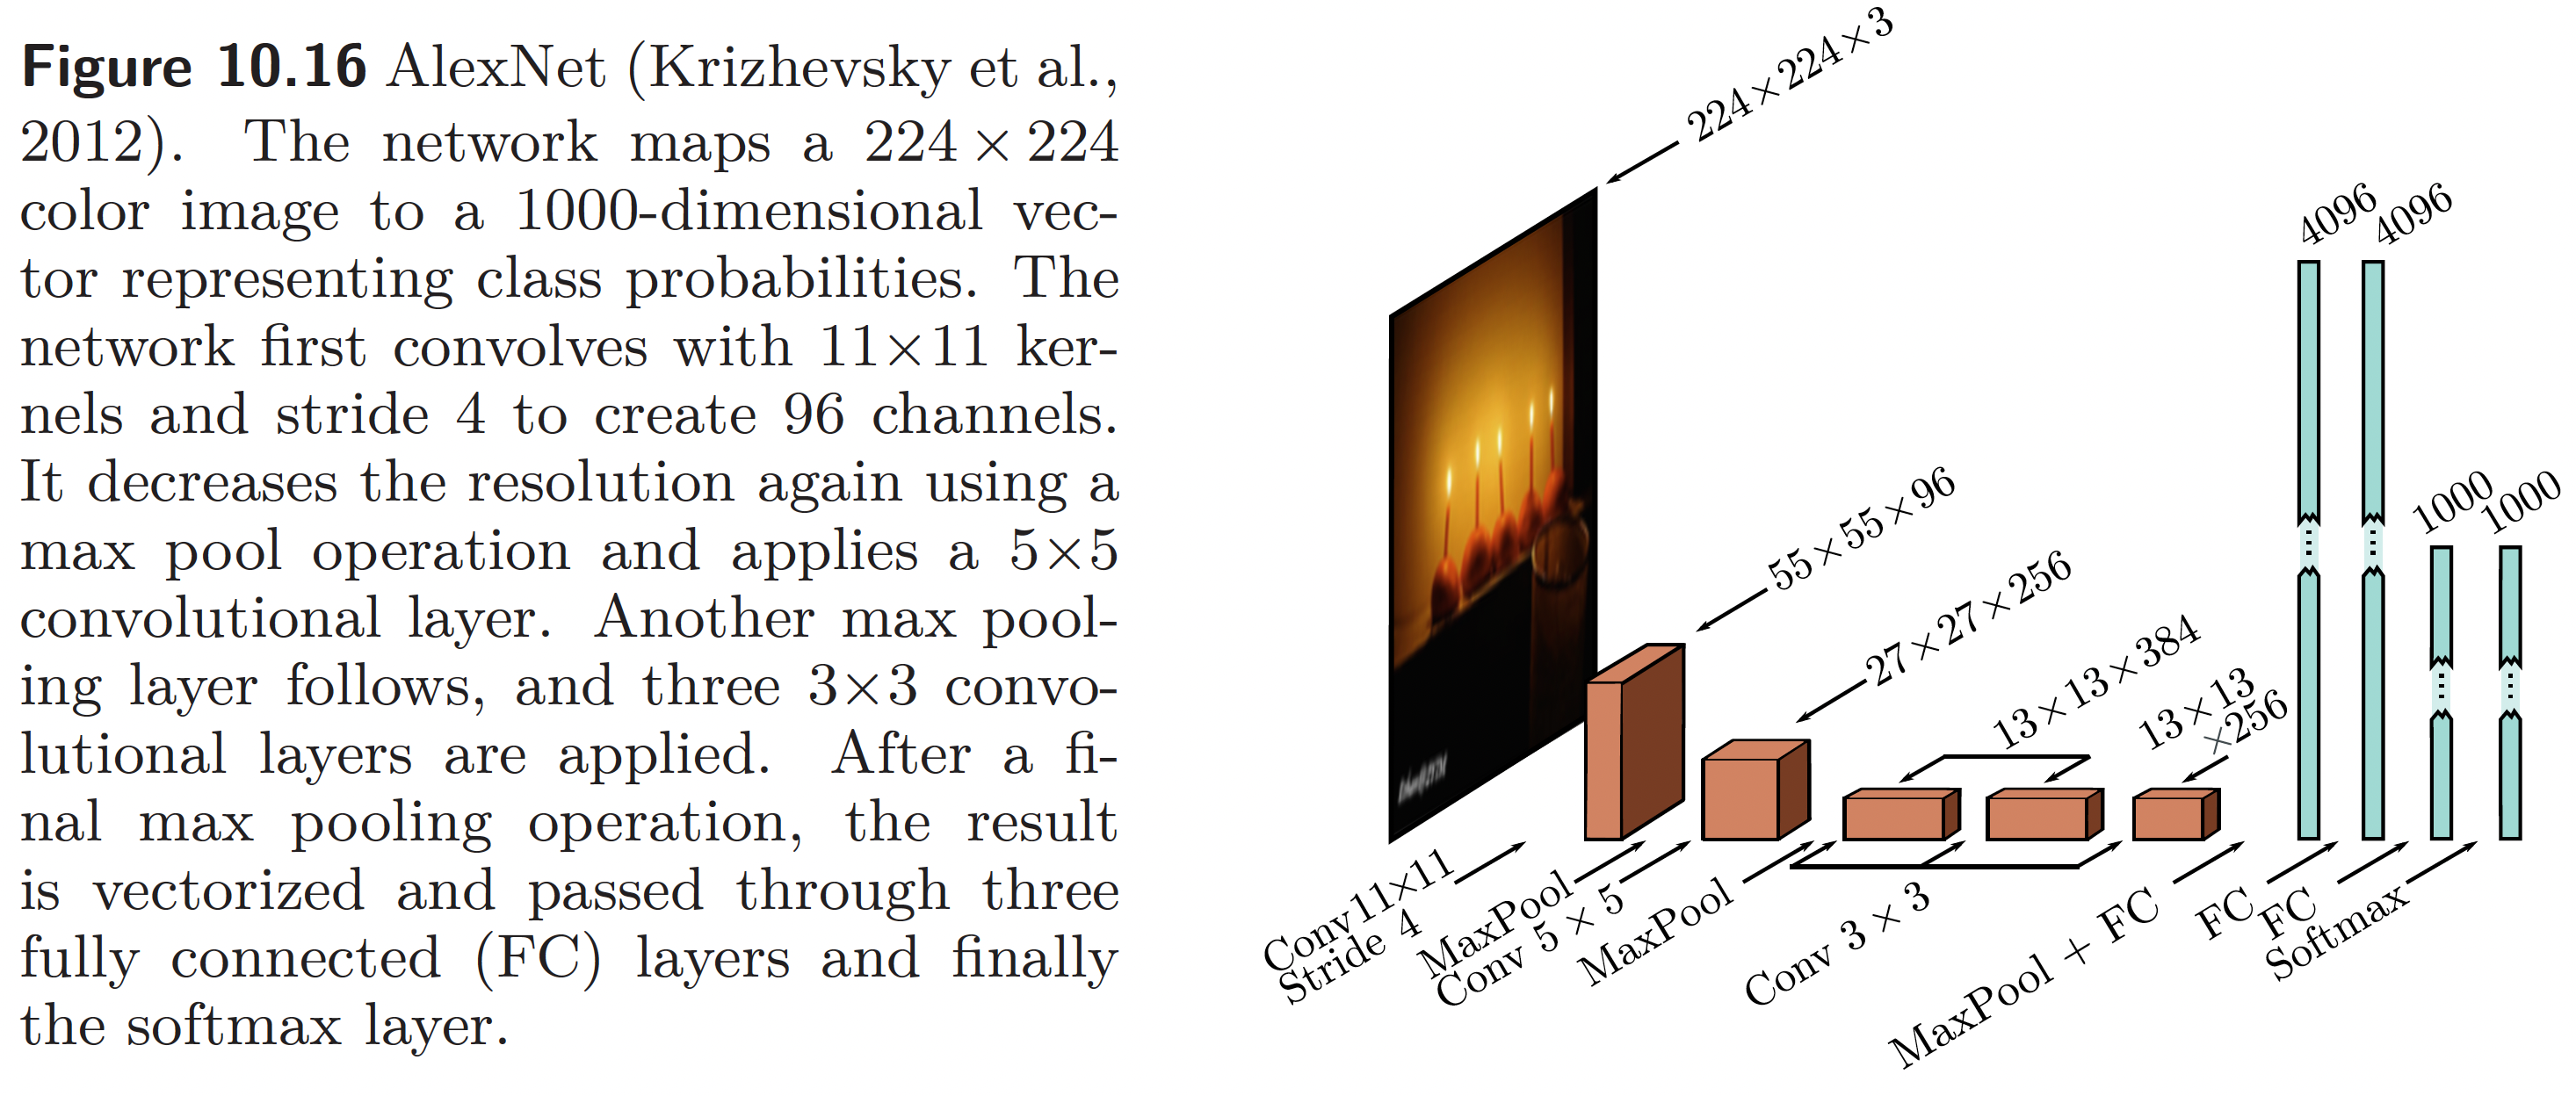 Figure 10.16 AlexNet (Krizhevsky et al.,
2012). The network maps a 224 × 224
color image to a 1000-dimensional vec-
tor representing class probabilities. The
network first convolves with 11×11 ker-
nels and stride 4 to create 96 channels.
It decreases the resolution again using a
max pool operation and applies a 5×5
convolutional layer. Another max pool-
ing layer follows, and three 3×3 convo-
lutional layers are applied. After a fi-
nal max pooling operation, the result
is vectorized and passed through three
fully connected (FC) layers and finally
the softmax layer.
224×224×3
55×55×96
27×27×256
13×13×384
13×13
×256
4096
4096
1000
1000
Conv11×11
Stride 4
MaxPool
Conv 5 × 5
MaxPool
Conv 3 × 3
MaxPool + FC
FC
FC
Softmax